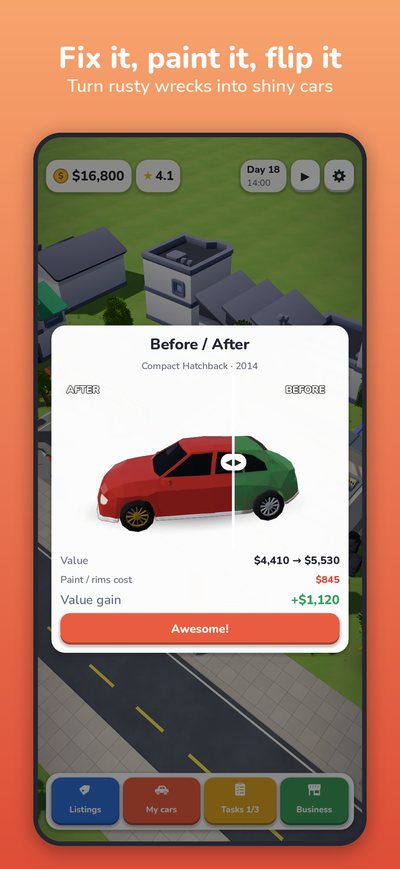 Fix it, paint it, flip it
Turn rusty wrecks into shiny cars
$16,800
4.1
Day 18
14:00
Before / After
Compact Hatchback · 2014
AFTER
BEFORE
Value
$4,410 → $5,530
Paint / rims cost
$845
Value gain
+$1,120
Awesome!
Listings
My cars
Tasks 1/3
Business